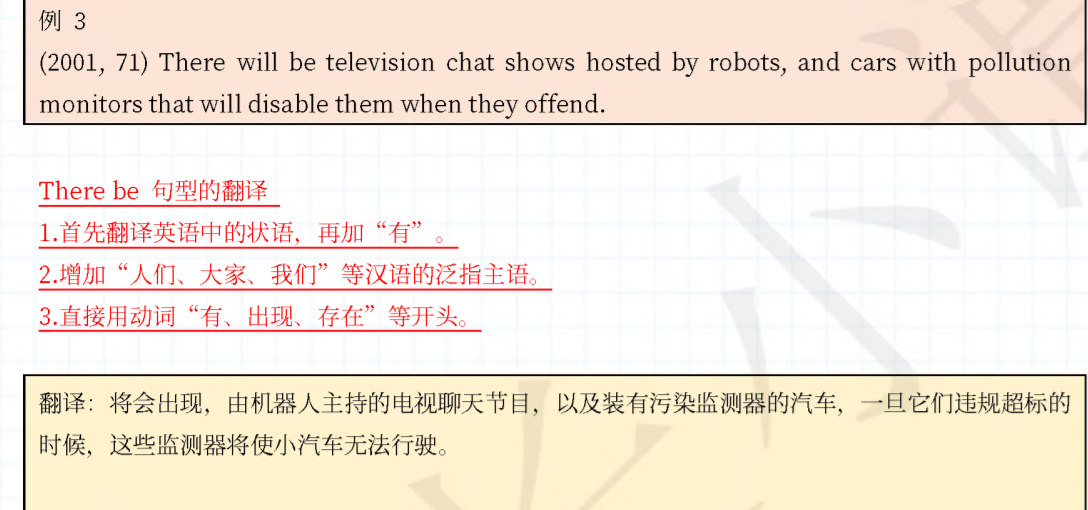 例 3
(2001, 71) There will be television chat shows hosted by robots, and cars with pollution
monitors that will disable them when they offend.
There be 句型的翻译
1.首先翻译英语中的状语，再加“有”。
2.增加“人们、大家、我们”等汉语的泛指主语。
3.直接用动词“有、出现、存在”等开头。
翻译：将会出现，由机器人主持的电视聊天节目，以及装有污染监测器的汽车，一旦它们违规超标的
时候，这些监测器将使小汽车无法行驶。